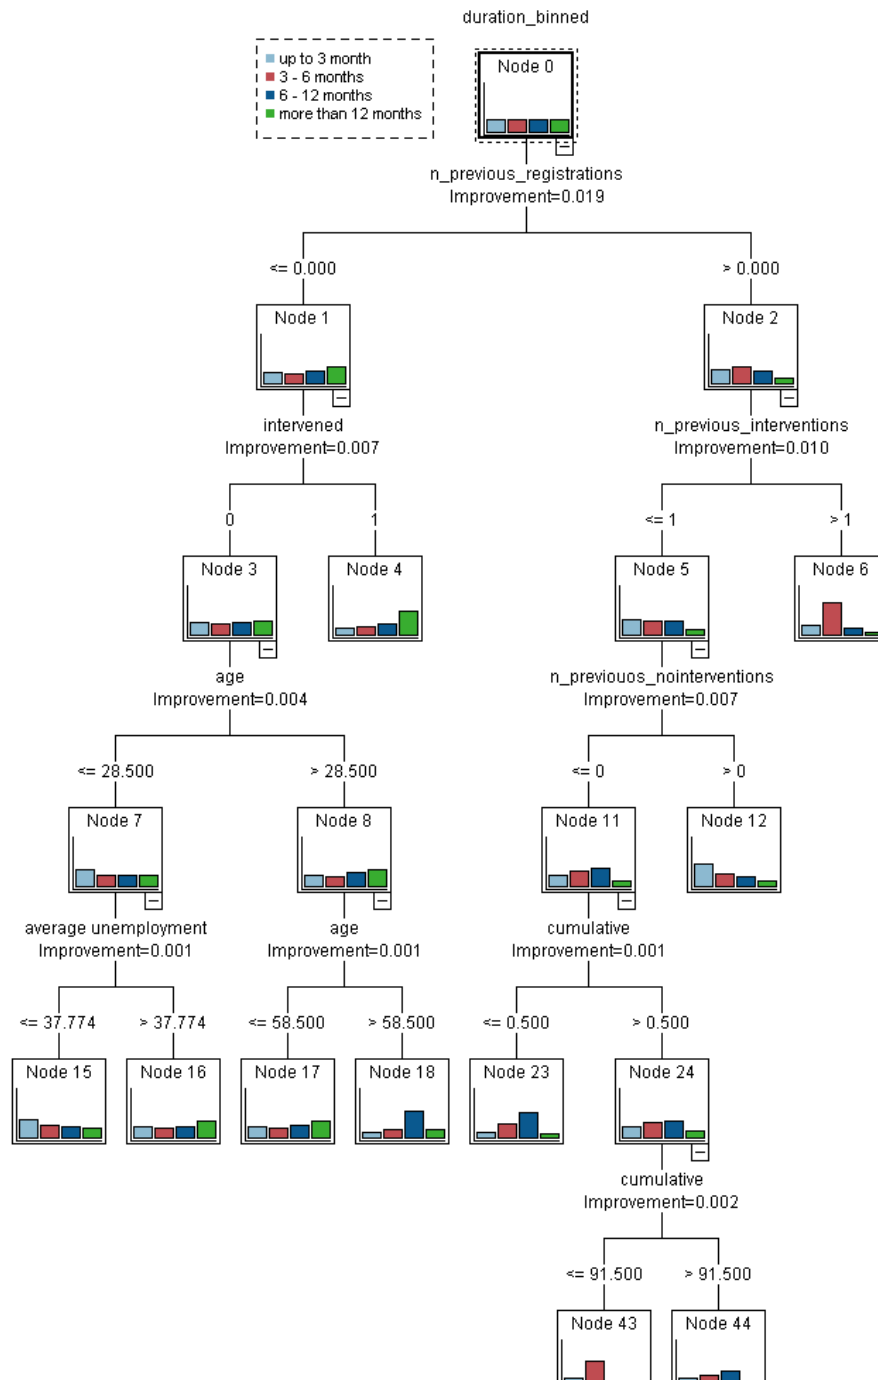 duration_binned
up to 3 month
3 - 6 months
6 - 12 months
more than 12 months
Node 0
n_previous_registrations
Improvement=0.019
<= 0.000
> 0.000
Node 1
Node 2
intervened
Improvement=0.007
n_previous_interventions
Improvement=0.010
0
1
<= 1
> 1
Node 3
Node 4
Node 5
Node 6
age
Improvement=0.004
n_previouos_nointerventions
Improvement=0.007
<= 28.500
> 28.500
<= 0
> 0
Node 7
Node 8
Node 11
Node 12
average unemployment
Improvement=0.001
age
Improvement=0.001
cumulative
Improvement=0.001
<= 37.774
> 37.774
<= 58.500
> 58.500
<= 0.500
> 0.500
Node 15
Node 16
Node 17
Node 18
Node 23
Node 24
cumulative
Improvement=0.002
<= 91.500
> 91.500
Node 43
Node 44